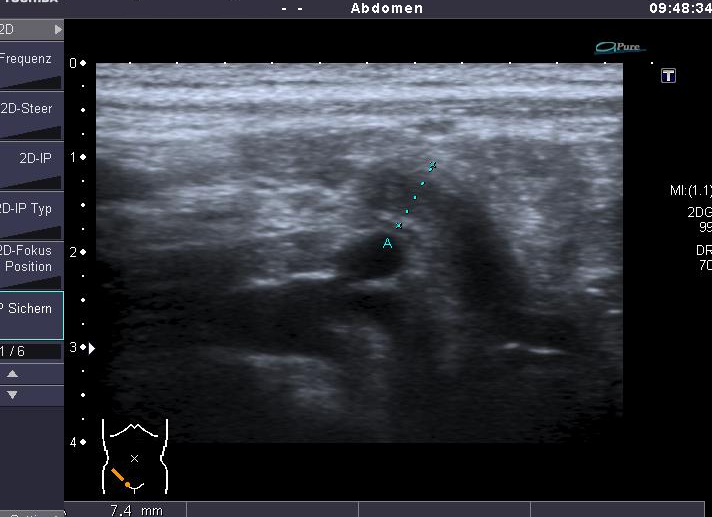 - - Abdomen 09:48:34
2D
Pure
Frequenz
T
2D-Steer
2D-IP
2D-IP Typ
2D-Fokus
Position
P Sichern
1 / 6
0
1
2
3
4
A
MI:(1.1)
2DG
99
DR
70
7.4 mm